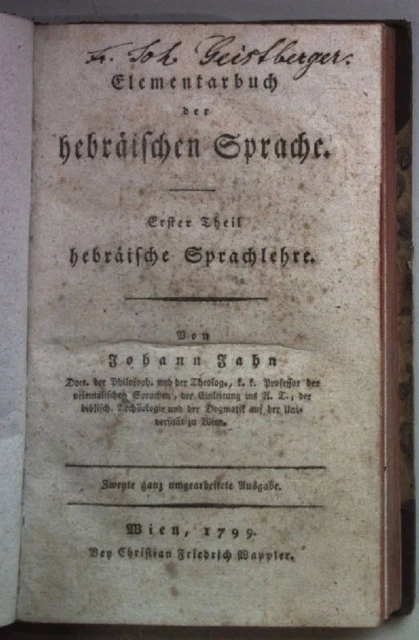 Fr. Joh. Geistberger.
Elementarbuch
der
hebräischen Sprache.
Erster Theil
hebräische Sprachlehre.
Von
Johann Jahn
Doct. der Philosoph. und der Theolog., k. k. Professor der
orientalischen Sprachen, der Einleitung ins A. T., der
biblisch. Archäologie und der Dogmatik auf der Uni-
versität zu Wien.
Zweyte ganz umgearbeitete Ausgabe.
Wien, 1799.
Bey Christian Friedrich Wappler.